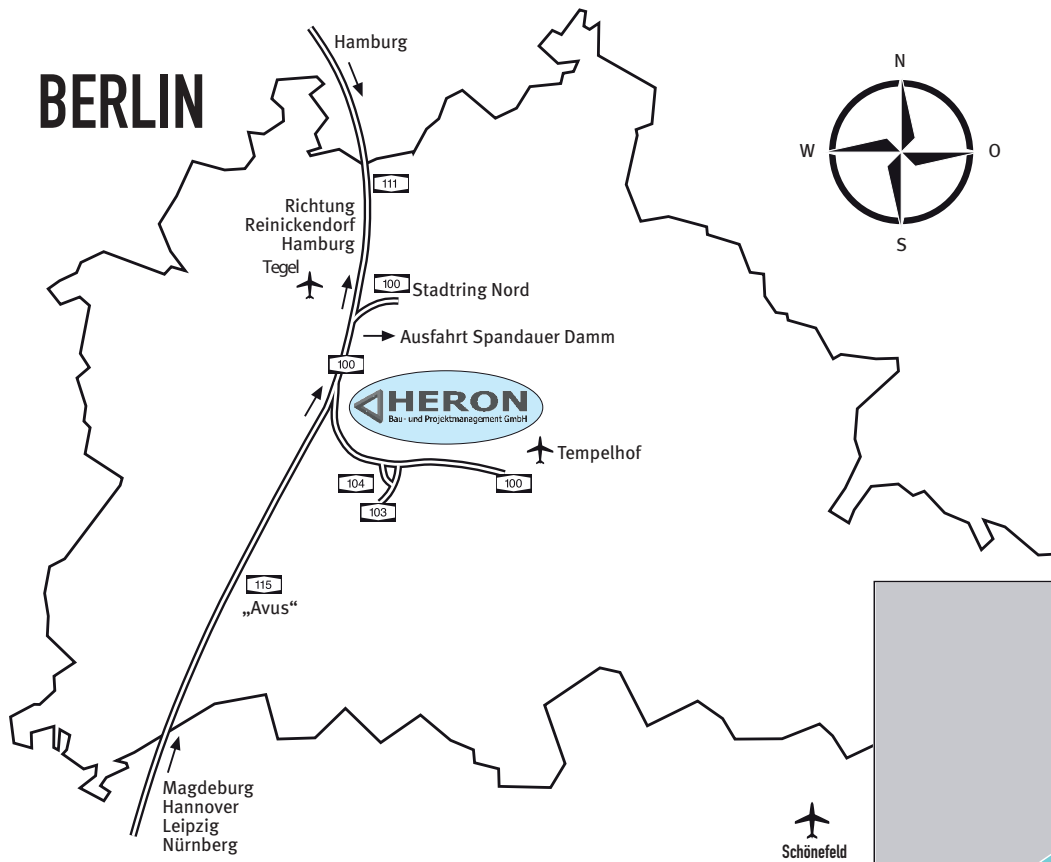 BERLIN
Hamburg
N
W
O
S
111
Richtung
Reinickendorf
Hamburg
Tegel
100
Stadtring Nord
Ausfahrt Spandauer Damm
100
HERON
Bau- und Projektmanagement GmbH
Tempelhof
104
100
103
115
„Avus“
Magdeburg
Hannover
Leipzig
Nürnberg
Schönefeld